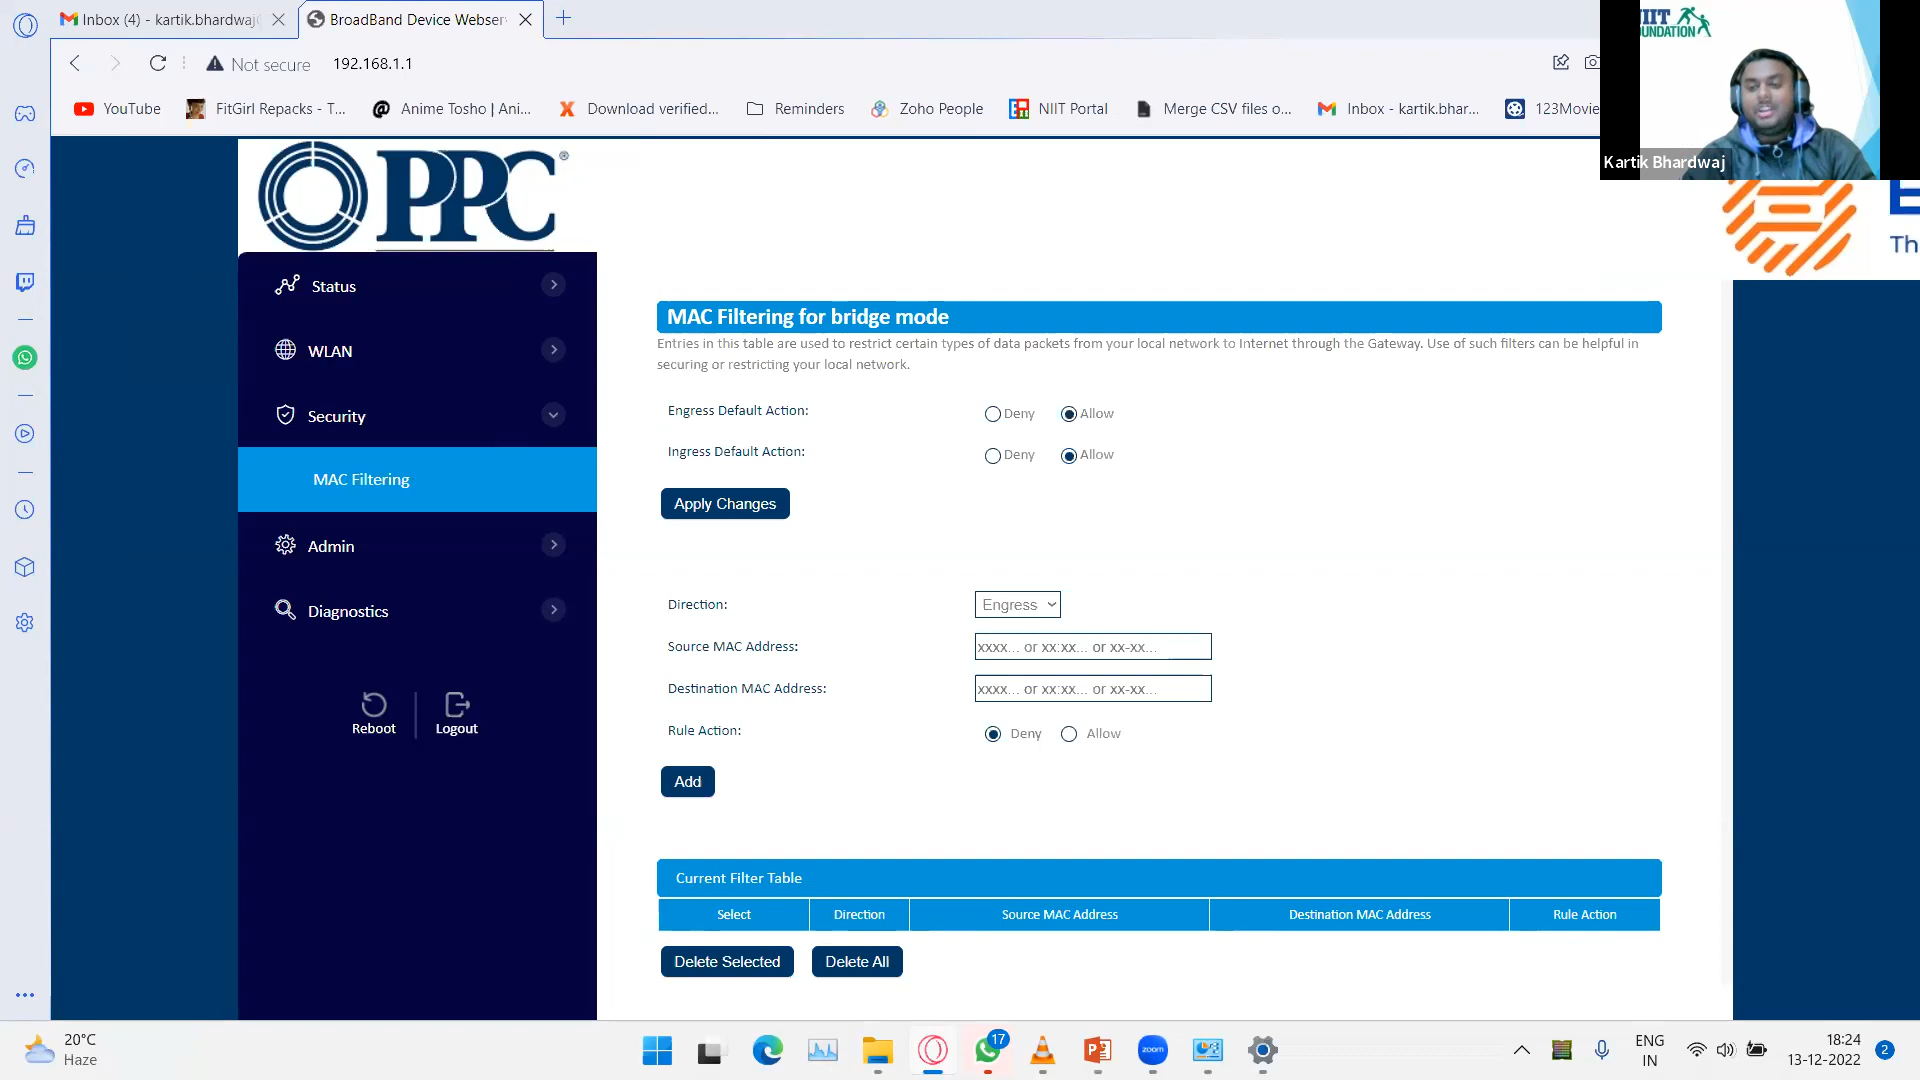 Inbox (4) - kartik.bhardwaj
BroadBand Device Webser
Not secure
192.168.1.1
YouTube
FitGirl Repacks - T...
Anime Tosho | Ani...
Download verified...
Reminders
Zoho People
NIIT Portal
Merge CSV files o...
Inbox - kartik.bhar...
123Movie
NIIT
FOUNDATION
Kartik Bhardwaj
PPC®
Th
Status
WLAN
Security
MAC Filtering
Admin
Diagnostics
Reboot
Logout
MAC Filtering for bridge mode
Entries in this table are used to restrict certain types of data packets from your local network to Internet through the Gateway. Use of such filters can be helpful in
securing or restricting your local network.
Engress Default Action:
Deny
Allow
Ingress Default Action:
Deny
Allow
Apply Changes
Direction:
Engress
Source MAC Address:
xxxx... or xx:xx... or xx-xx...
Destination MAC Address:
xxxx... or xx:xx... or xx-xx...
Rule Action:
Deny
Allow
Add
Current Filter Table
Select
Direction
Source MAC Address
Destination MAC Address
Rule Action
Delete Selected
Delete All
20°C
Haze
17
zoom
ENG
IN
18:24
13-12-2022
2